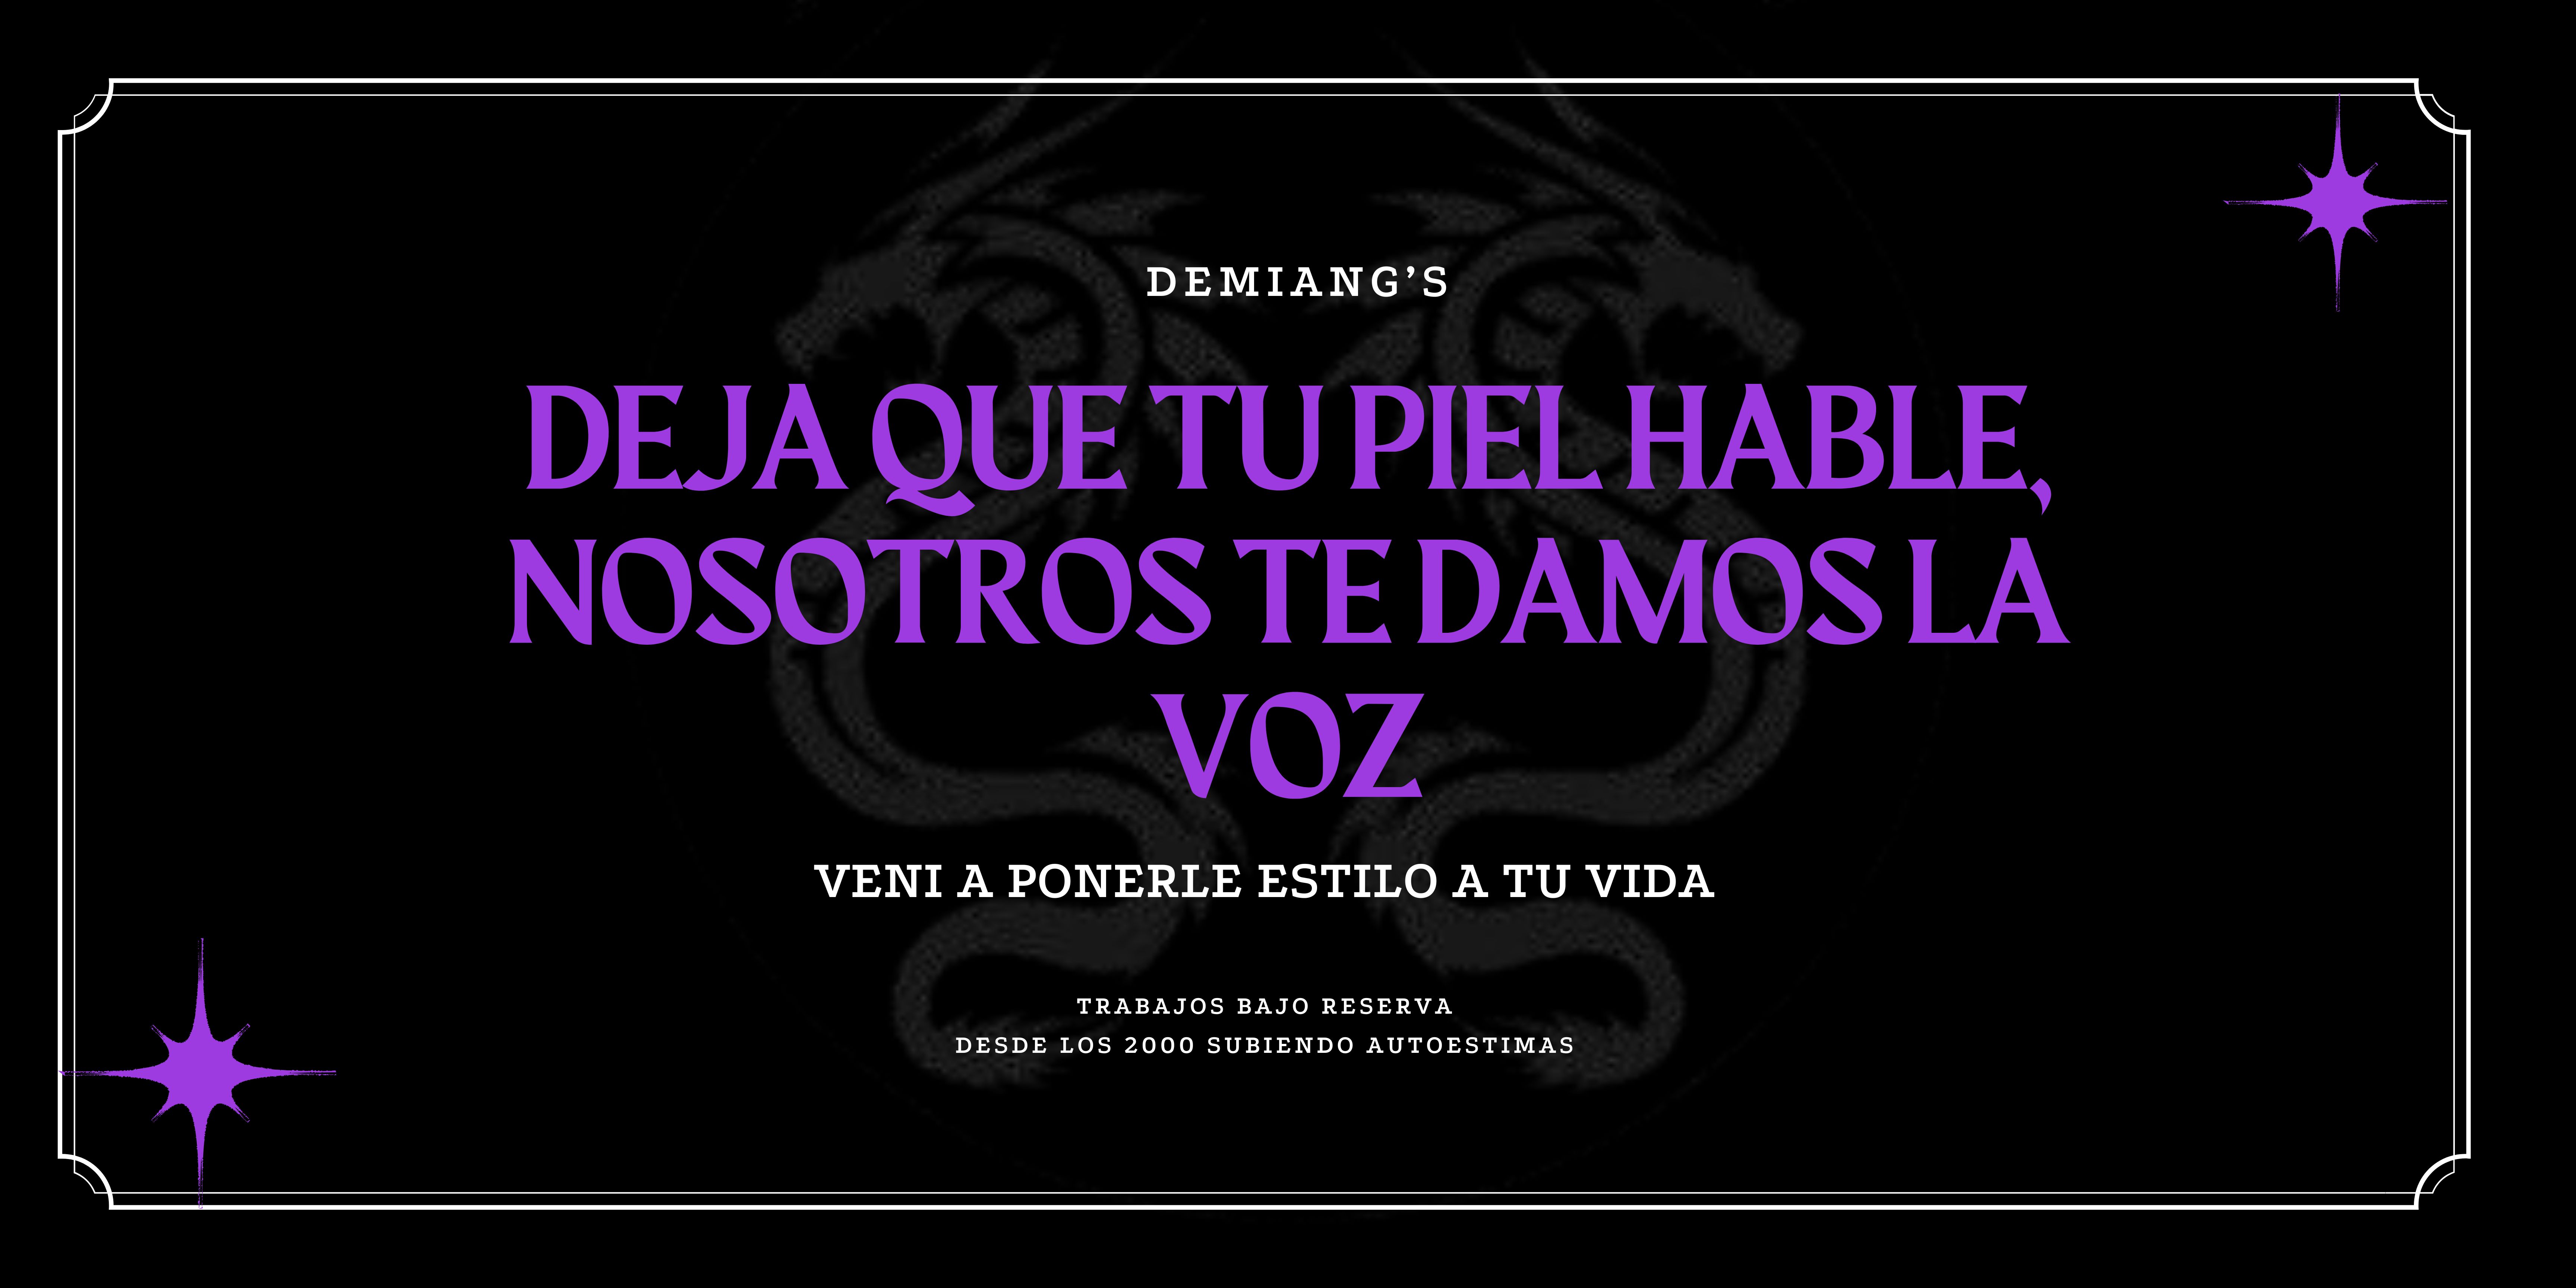 DEMIANG’S
DEJA QUE TU PIEL HABLE,
NOSOTROS TE DAMOS LA
VOZ
VENI A PONERLE ESTILO A TU VIDA
TRABAJOS BAJO RESERVA
DESDE LOS 2000 SUBIENDO AUTOESTIMAS